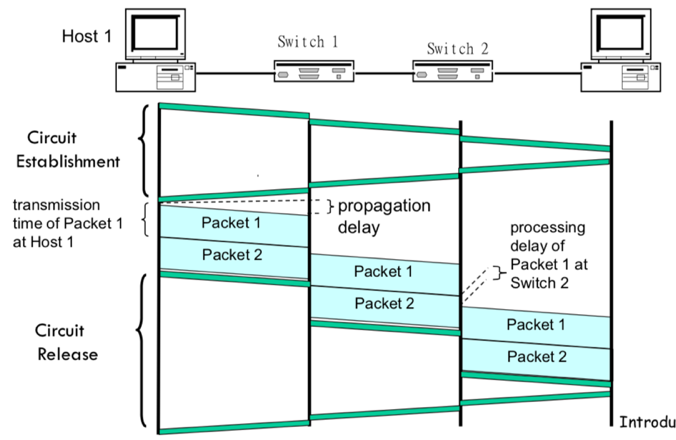 Host 1
Switch 1
Switch 2
Circuit
Establishment
transmission
time of Packet 1
at Host 1
propagation
delay
processing
delay of
Packet 1 at
Switch 2
Packet 1
Packet 2
Packet 1
Packet 2
Packet 1
Packet 2
Circuit
Release
Introdu